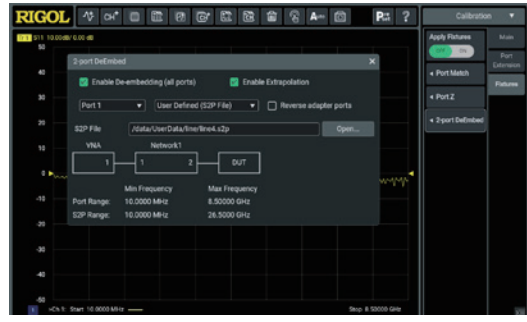 RIGOL
?
Calibration
Tr1 S11 10.00dB/ 0.00 dB
Apply Fixtures
Main
OFF ON
Port
Extension
Port Match
Fixtures
Port Z
2-port DeEmbed
50
40
30
20
10
0
-10
-20
-30
-40
-50
2-port DeEmbed
Enable De-embedding (all ports)
Enable Extrapolation
Port 1
User Defined (S2P File)
Reverse adapter ports
S2P File
/data/UserData/line/line4.s2p
Open...
VNA
Network1
1
1 2
DUT
Min Frequency
Max Frequency
Port Range: 10.0000 MHz 8.50000 GHz
S2P Range: 10.0000 MHz 26.5000 GHz
1 >Ch 1: Start 10.0000 MHz
Stop 8.50000 GHz